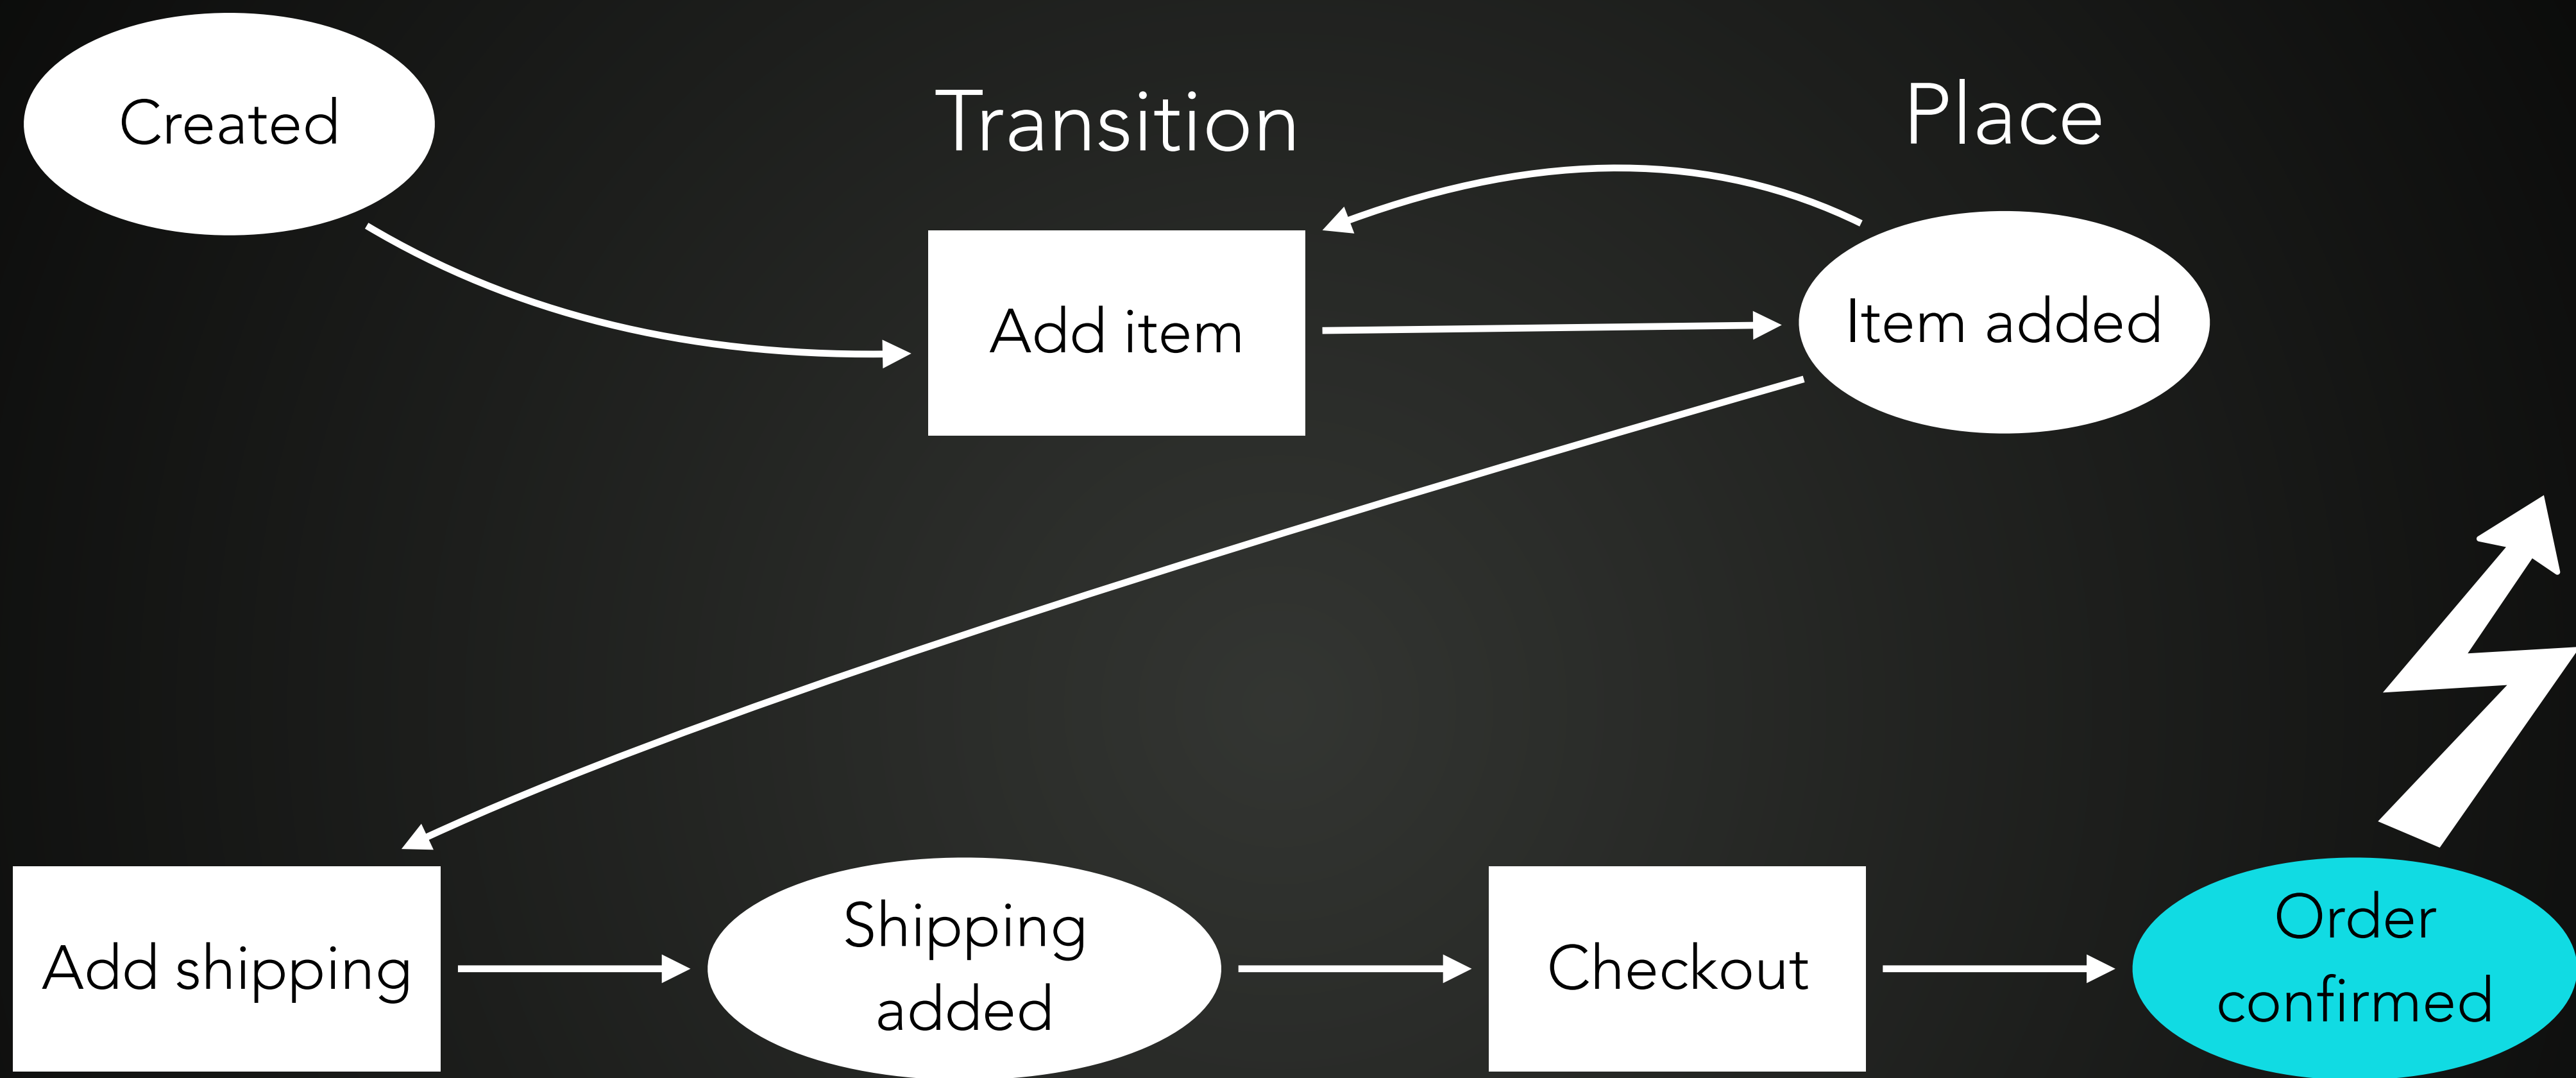 Created
Transition
Place
Add item
Item added
Add shipping
Shipping
added
Checkout
Order
confirmed